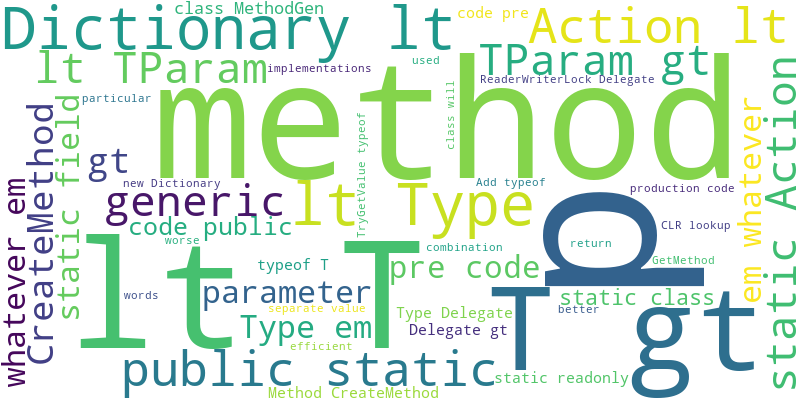 class MethodGen
code pre
Dictionary lt
Action lt
lt TParam
implementations
used
TParam gt
ReaderWriterLock Delegate
particular
method
class will
static field
CreateMethod
gt
new Dictionary
Add typeof
production code
generic
lt Type
TryGetValue typeof
em whatever
static Action
whatever em
code public
worse
combination
return
CLR lookup
p
lt
T
typeof T
pre code
GetMethod
words
parameter
separate value
Type Delegate
T
static class
better
gt
Type em
Delegate gt
efficient
public static
static readonly
Method CreateMethod